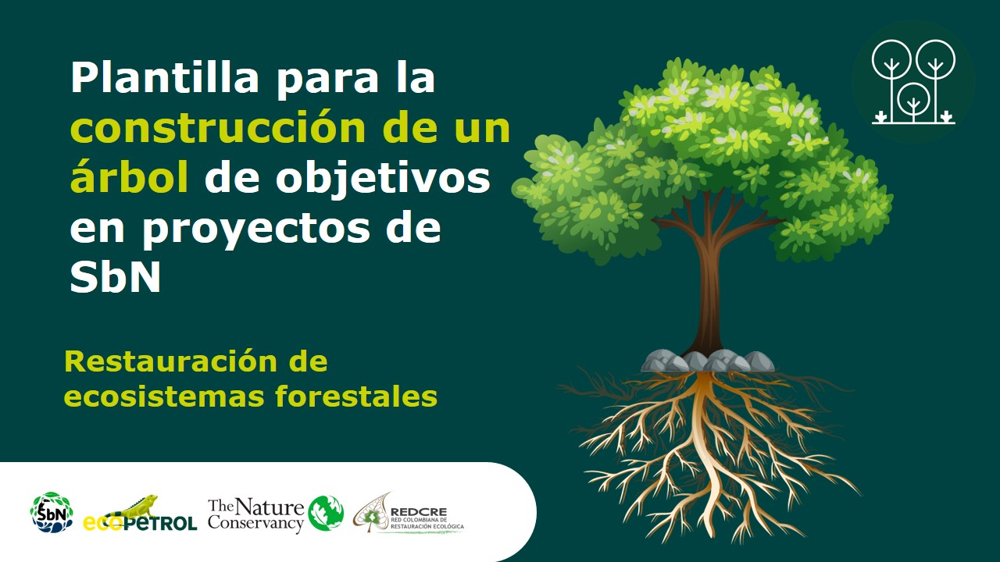 Plantilla para la
construcción de un
árbol de objetivos
en proyectos de
SbN
Restauración de
ecosistemas forestales
SbN
ecoPETROL
The Nature
Conservancy
REDCRE
RED COLOMBIANA DE
RESTAURACIÓN ECOLÓGICA